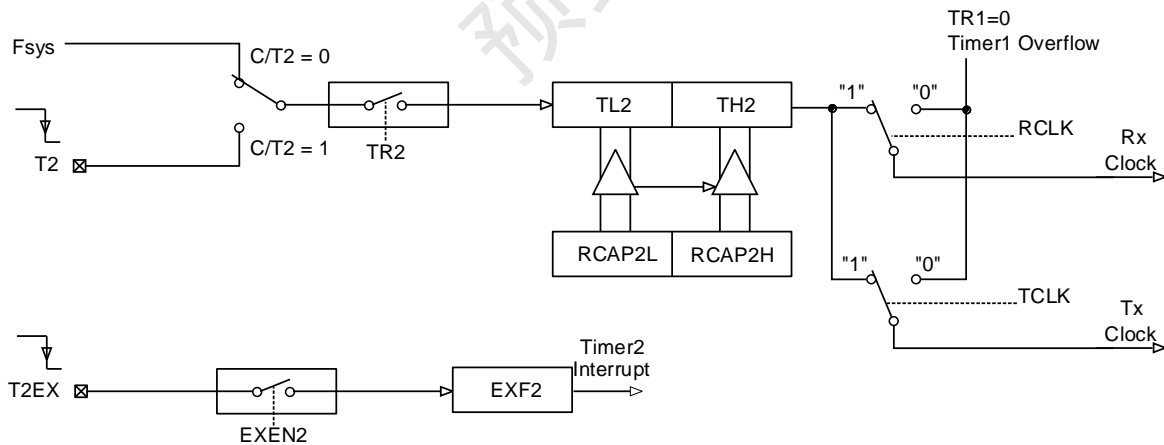 预
TR1=0
Timer1 Overflow
Fsys
C/T2 = 0
"1"
"0"
TL2
TH2
RCLK
Rx
Clock
T2
C/T2 = 1
TR2
RCAP2L
RCAP2H
"1"
"0"
TCLK
Tx
Clock
Timer2
Interrupt
T2EX
EXF2
EXEN2